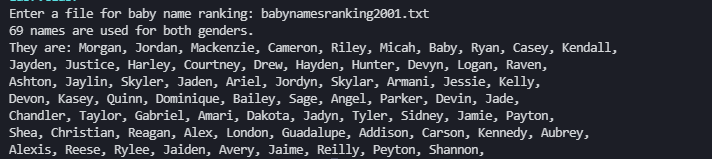 Enter a file for baby name ranking: babynamesranking2001.txt
69 names are used for both genders.
They are: Morgan, Jordan, Mackenzie, Cameron, Riley, Micah, Baby, Ryan, Casey, Kendall,
Jayden, Justice, Harley, Courtney, Drew, Hayden, Hunter, Devyn, Logan, Raven,
Ashton, Jaylin, Skyler, Jaden, Ariel, Jordyn, Skylar, Armani, Jessie, Kelly,
Devon, Kasey, Quinn, Dominique, Bailey, Sage, Angel, Parker, Devin, Jade,
Chandler, Taylor, Gabriel, Amari, Dakota, Jadyn, Tyler, Sidney, Jamie, Payton,
Shea, Christian, Reagan, Alex, London, Guadalupe, Addison, Carson, Kennedy, Aubrey,
Alexis, Reese, Rylee, Jaiden, Avery, Jaime, Reilly, Peyton, Shannon,